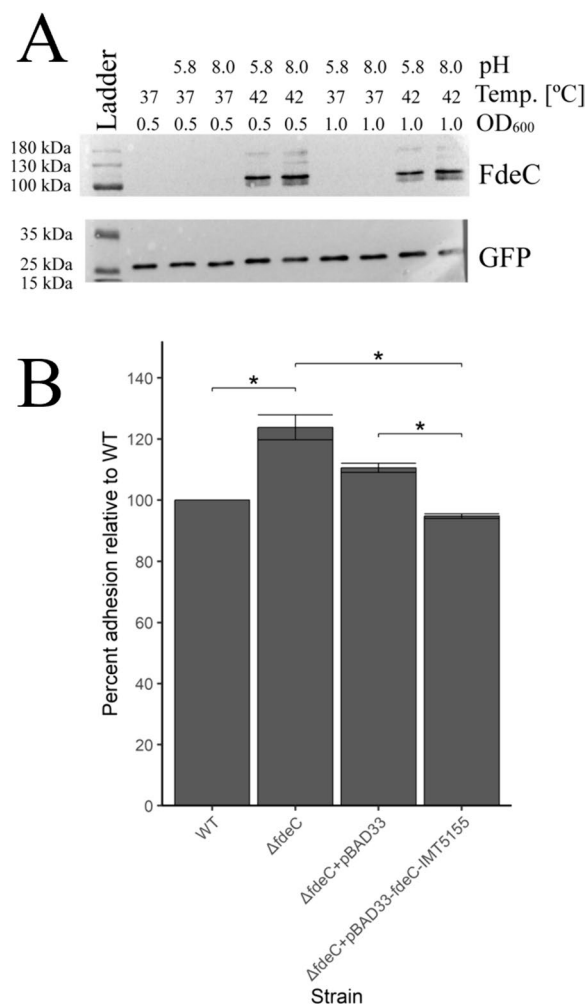 A
Ladder
5.8 8.0 5.8 8.0 5.8 8.0 5.8 8.0 pH
37 37 37 42 42 37 37 42 42 Temp. [ºC]
0.5 0.5 0.5 0.5 0.5 1.0 1.0 1.0 1.0 OD600
180 kDa
130 kDa
100 kDa
FdeC
35 kDa
25 kDa
15 kDa
GFP
B
Percent adhesion relative to WT
140
120
100
80
60
40
20
0
*
*
*
WT
ΔfdeC
ΔfdeC+pBAD33
ΔfdeC+pBAD33-fdeC-IMT5155
Strain